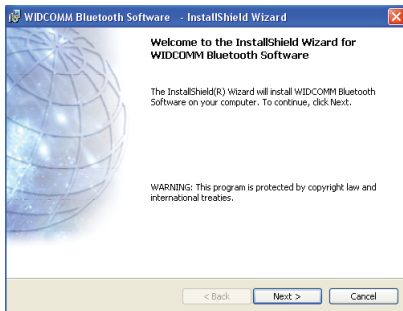 WIDCOMM Bluetooth Software - InstallShield Wizard
Welcome to the InstallShield Wizard for
WIDCOMM Bluetooth Software
The InstallShield(R) Wizard will install WIDCOMM Bluetooth
Software on your computer. To continue, click Next.
WARNING: This program is protected by copyright law and
international treaties.
< Back Next > Cancel